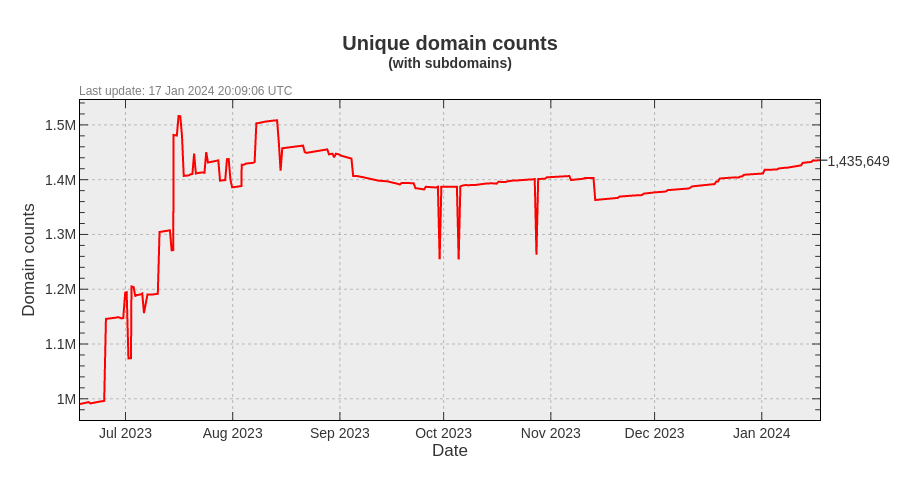 Unique domain counts
(with subdomains)
Last update: 17 Jan 2024 20:09:06 UTC
1.5M
1.4M
1,435,649
1.3M
1.2M
1.1M
1M
Domain counts
Jul 2023 Aug 2023 Sep 2023 Oct 2023 Nov 2023 Dec 2023 Jan 2024
Date